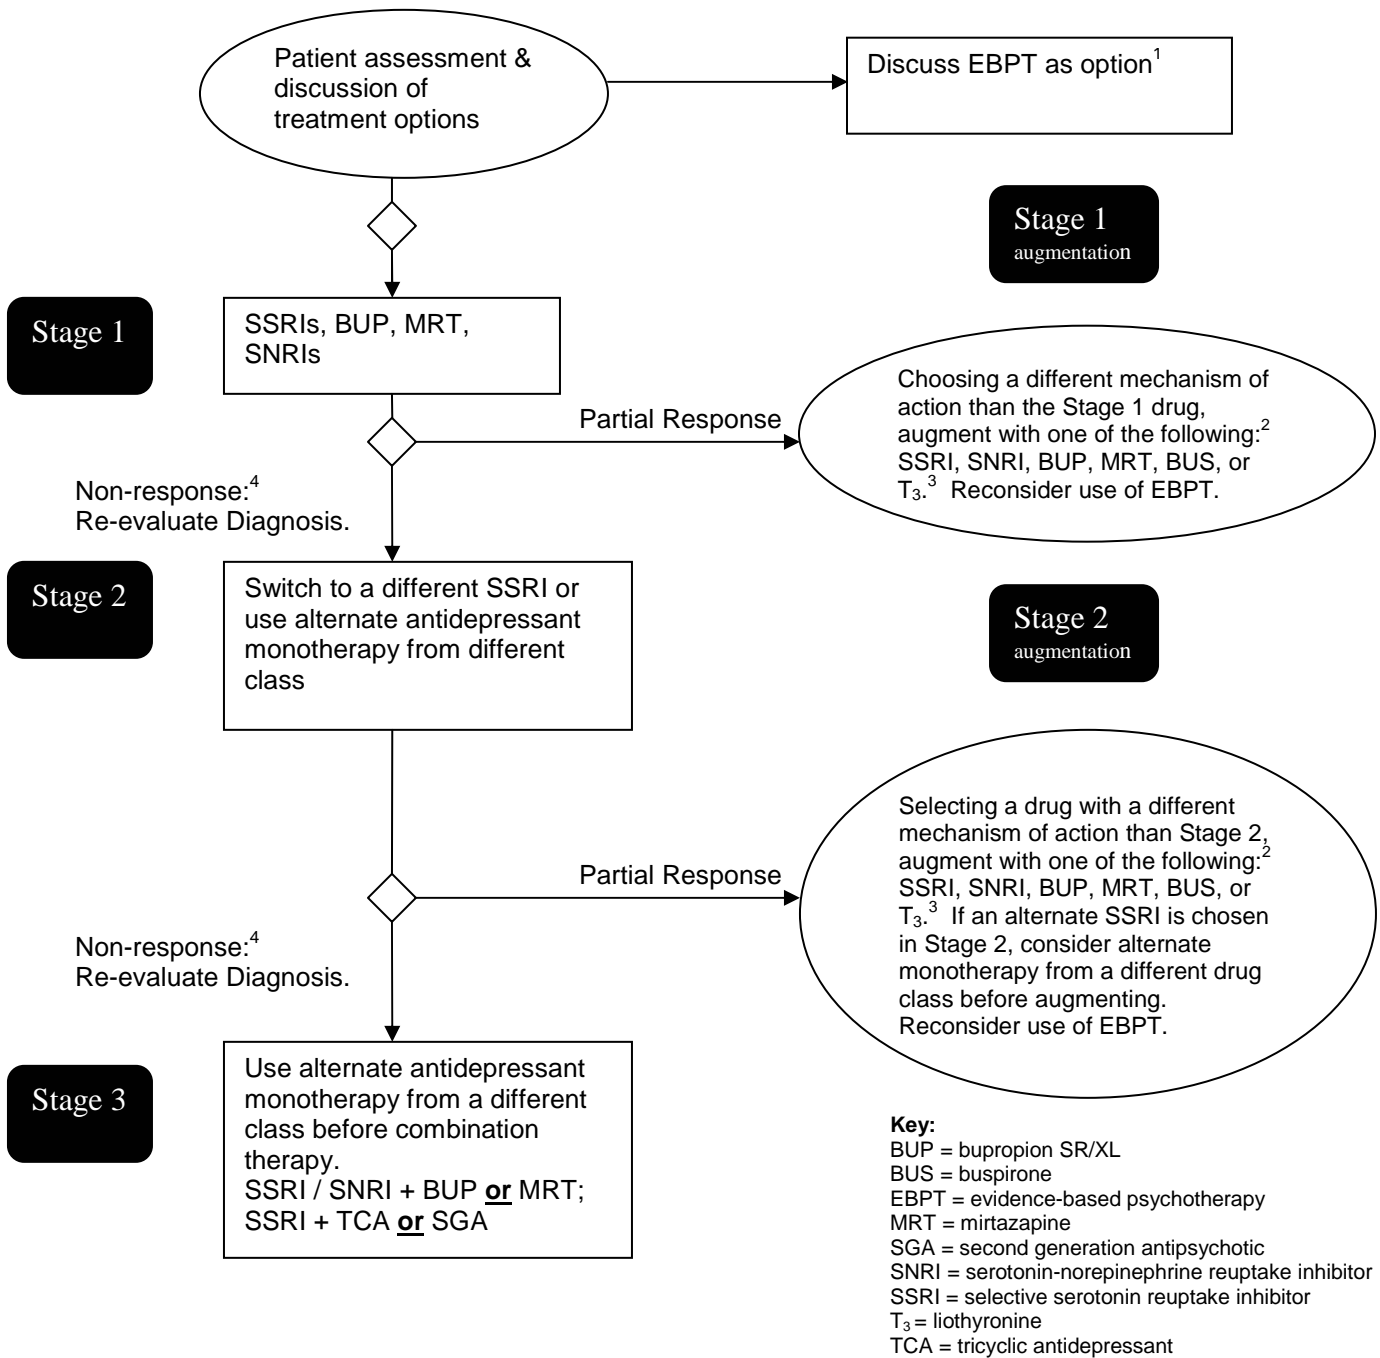 Patient assessment &
discussion of
treatment options
Discuss EBPT as option¹
Stage 1
augmentation
Stage 1
SSRIs, BUP, MRT,
SNRIs
Partial Response
Choosing a different mechanism of
action than the Stage 1 drug,
augment with one of the following:²
SSRI, SNRI, BUP, MRT, BUS, or
T₃.³ Reconsider use of EBPT.
Non-response:⁴
Re-evaluate Diagnosis.
Stage 2
Switch to a different SSRI or
use alternate antidepressant
monotherapy from different
class
Stage 2
augmentation
Partial Response
Selecting a drug with a different
mechanism of action than Stage 2,
augment with one of the following:²
SSRI, SNRI, BUP, MRT, BUS, or
T₃.³ If an alternate SSRI is chosen
in Stage 2, consider alternate
monotherapy from a different drug
class before augmenting.
Reconsider use of EBPT.
Non-response:⁴
Re-evaluate Diagnosis.
Stage 3
Use alternate antidepressant
monotherapy from a different
class before combination
therapy.
SSRI / SNRI + BUP or MRT;
SSRI + TCA or SGA
Key:
BUP = bupropion SR/XL
BUS = buspirone
EBPT = evidence-based psychotherapy
MRT = mirtazapine
SGA = second generation antipsychotic
SNRI = serotonin-norepinephrine reuptake inhibitor
SSRI = selective serotonin reuptake inhibitor
T₃ = liothyronine
TCA = tricyclic antidepressant